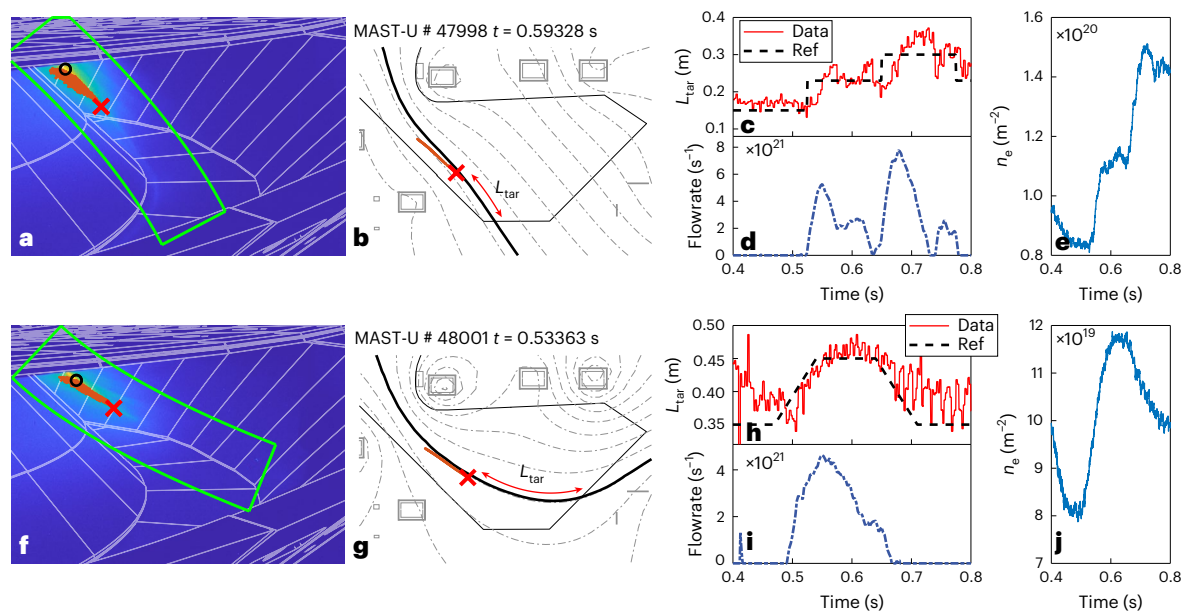 a
MAST-U # 47998 t = 0.59328 s
L_tar
b
Data
Ref
L_tar (m)
0.4
0.3
0.2
0.1
c
×10^21
Flowrate (s⁻¹)
8
6
4
2
0
d
0.4 0.5 0.6 0.7 0.8
Time (s)
×10^20
n_e (m⁻²)
1.6
1.4
1.2
1.0
0.8
e
0.4 0.6 0.8
Time (s)
f
MAST-U # 48001 t = 0.53363 s
L_tar
g
Data
Ref
L_tar (m)
0.50
0.45
0.40
0.35
h
×10^21
Flowrate (s⁻¹)
4
2
0
i
0.4 0.5 0.6 0.7 0.8
Time (s)
×10^19
n_e (m⁻²)
12
11
10
9
8
7
j
0.4 0.6 0.8
Time (s)